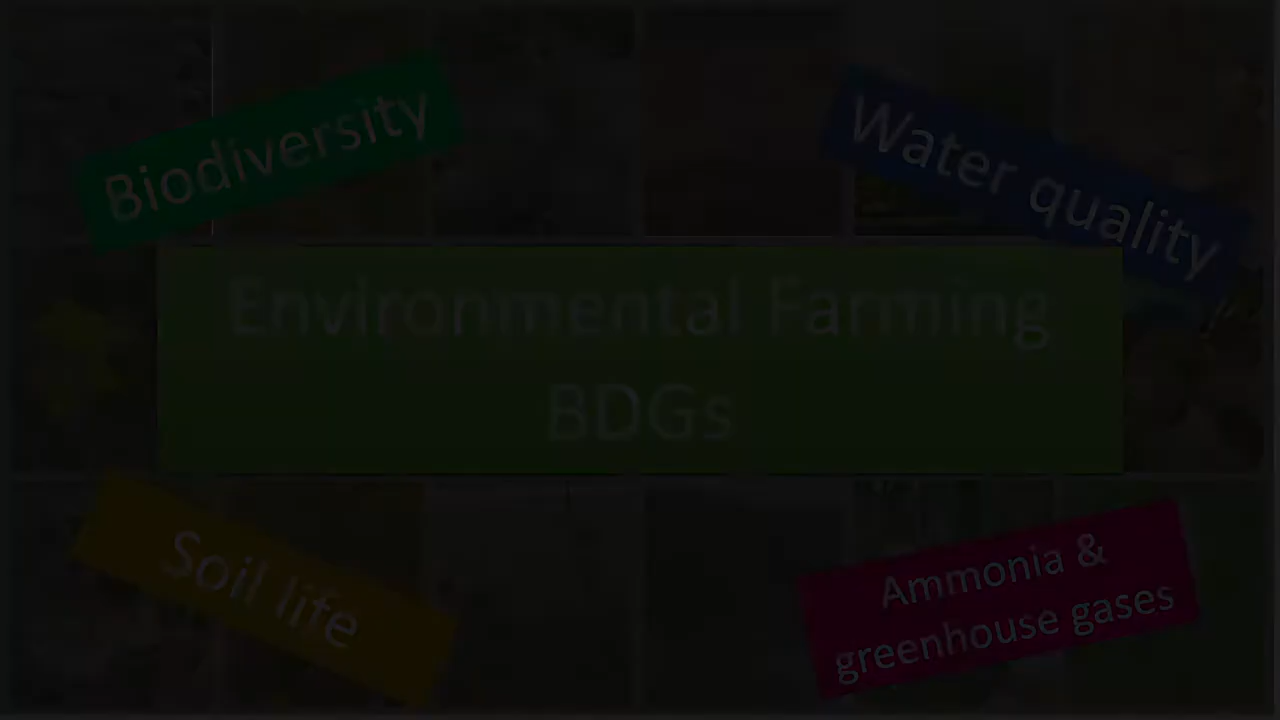 Biodiversity
Water quality
Environmental Farming
BDGs
Soil life
Ammonia &
greenhouse gases